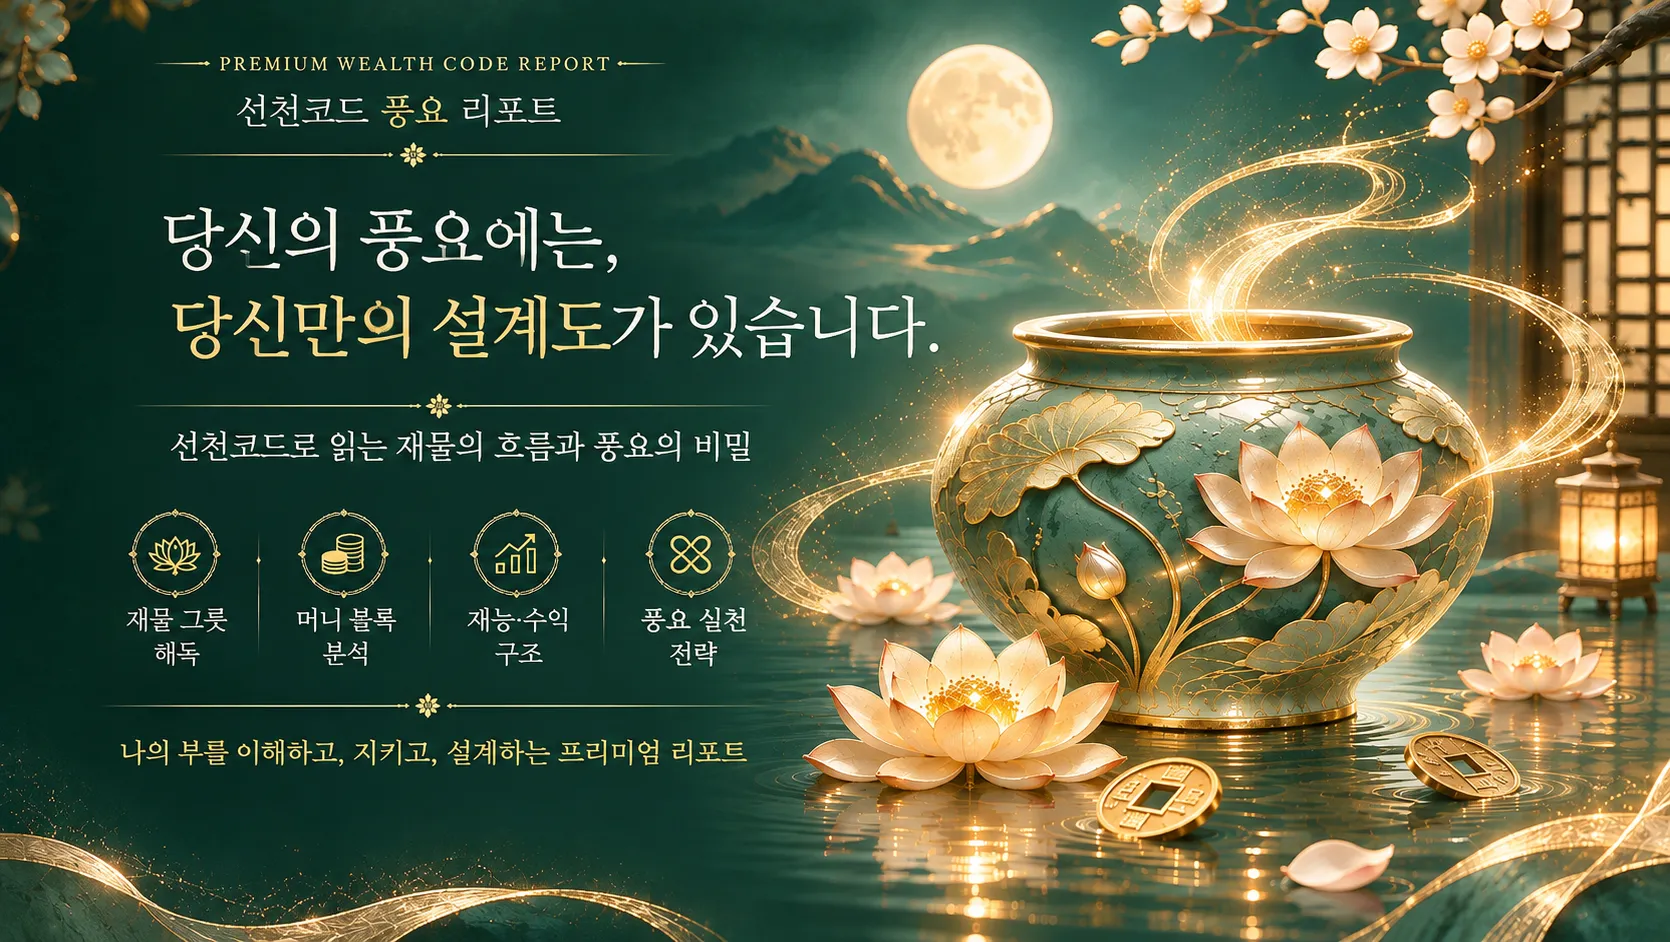 PREMIUM WEALTH CODE REPORT
선천코드 풍요 리포트
당신의 풍요에는,
당신만의 설계도가 있습니다.
선천코드로 읽는 재물의 흐름과 풍요의 비밀
재물 그릇
해독
머니 블록
분석
재능·수익
구조
풍요 실천
전략
나의 부를 이해하고, 지키고, 설계하는 프리미엄 리포트